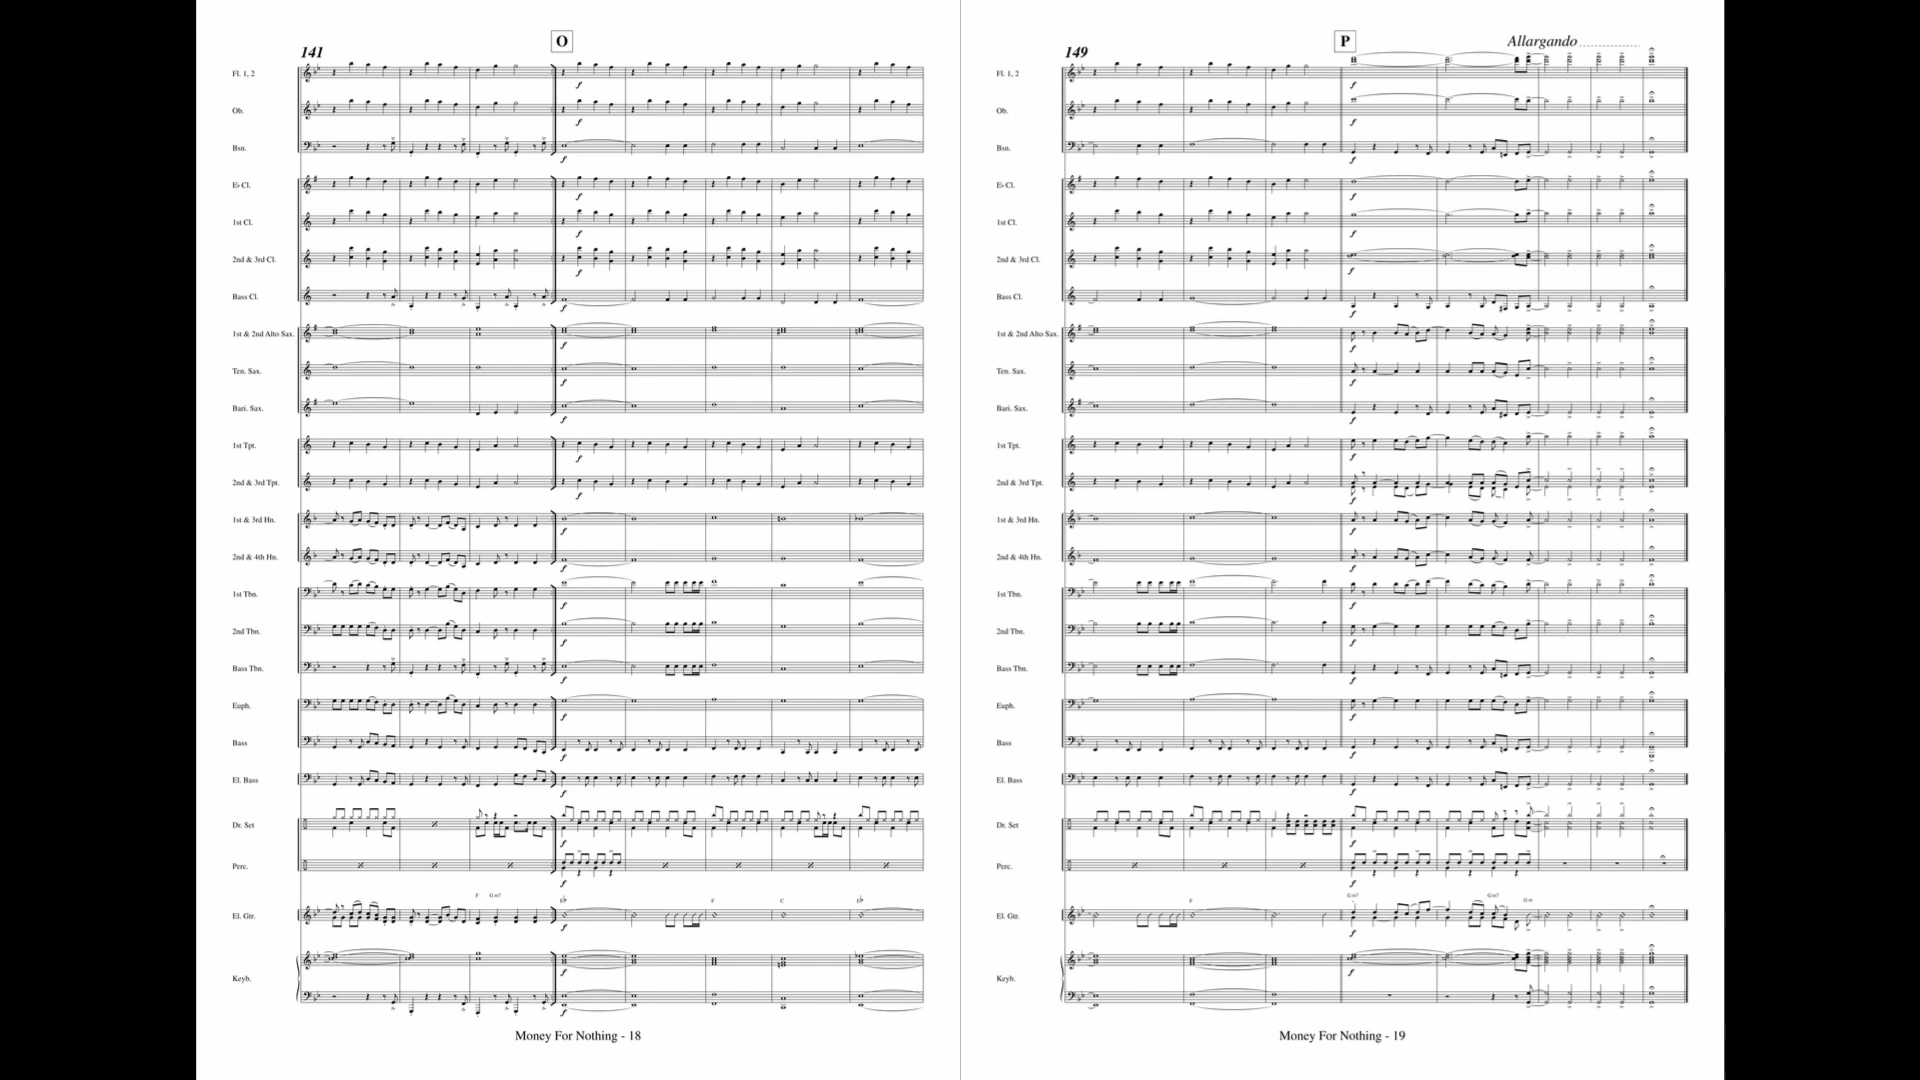 141
O
Fl. 1, 2
f
Ob.
f
Bsn.
f
E♭ Cl.
f
1st Cl.
f
2nd & 3rd Cl.
f
Bass Cl.
f
1st & 2nd Alto Sax.
f
Ten. Sax.
f
Bari. Sax.
f
1st Tpt.
f
2nd & 3rd Tpt.
f
1st & 3rd Hn.
f
2nd & 4th Hn.
f
1st Tbn.
f
2nd Tbn.
f
Bass Tbn.
f
Euph.
f
Bass
f
El. Bass
f
Dr. Set
f
Perc.
f
F Gm7 E♭ F C E♭
El. Gtr.
f
Keyb.
f
f
Money For Nothing - 18
149
P
Allargando
Fl. 1, 2
f
Ob.
f
Bsn.
f
E♭ Cl.
f
1st Cl.
f
2nd & 3rd Cl.
f
Bass Cl.
f
1st & 2nd Alto Sax.
f
Ten. Sax.
f
Bari. Sax.
f
1st Tpt.
f
2nd & 3rd Tpt.
f
1st & 3rd Hn.
f
2nd & 4th Hn.
f
1st Tbn.
f
2nd Tbn.
f
Bass Tbn.
f
Euph.
f
Bass
f
El. Bass
f
Dr. Set
f
Perc.
f
F Gm7 Gm7 Gm
El. Gtr.
f
Keyb.
f
Money For Nothing - 19